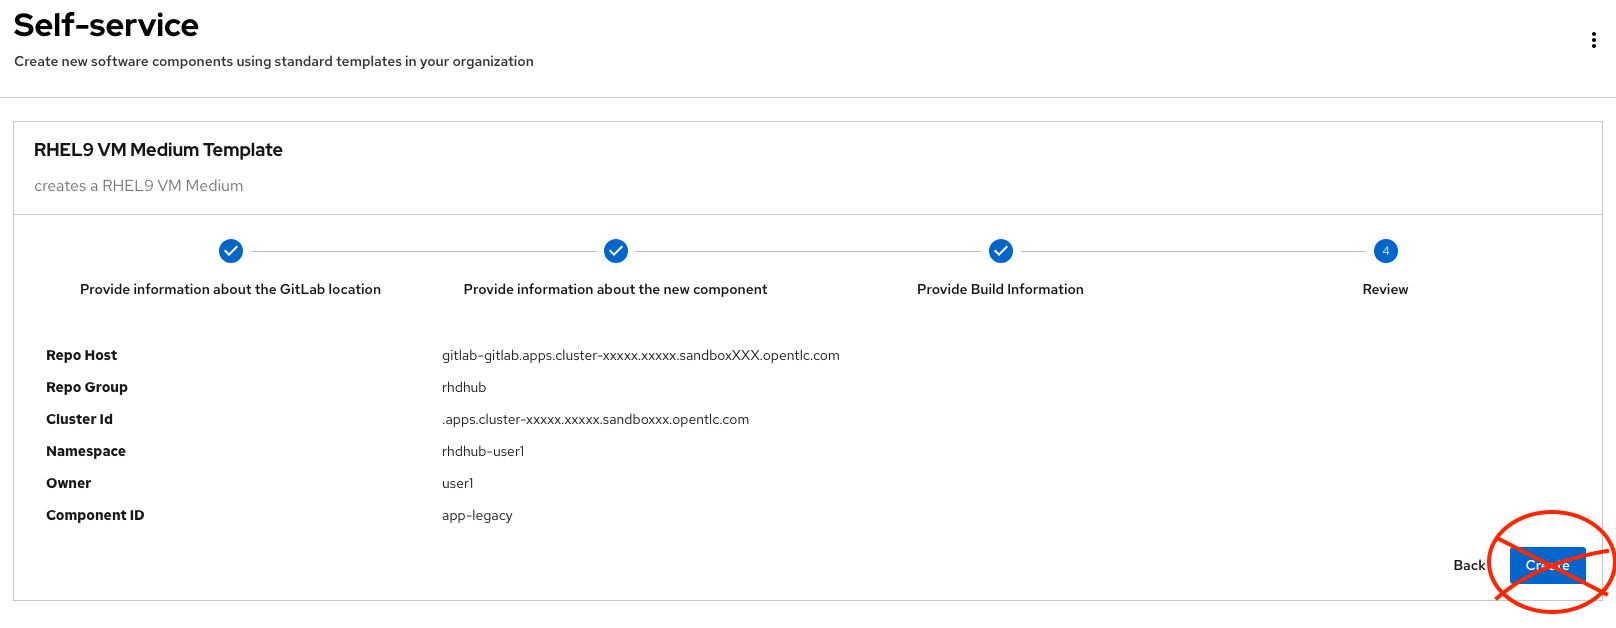 Self-service
Create new software components using standard templates in your organization
RHEL9 VM Medium Template
creates a RHEL9 VM Medium
4
Provide information about the GitLab location
Provide information about the new component
Provide Build Information
Review
Repo Host gitlab-gitlab.apps.cluster-xxxxx.xxxxx.sandboxXXX.opentlc.com
Repo Group rhdhub
Cluster Id .apps.cluster-xxxxx.xxxxx.sandboxxx.opentlc.com
Namespace rhdhub-user1
Owner user1
Component ID app-legacy
Back Create